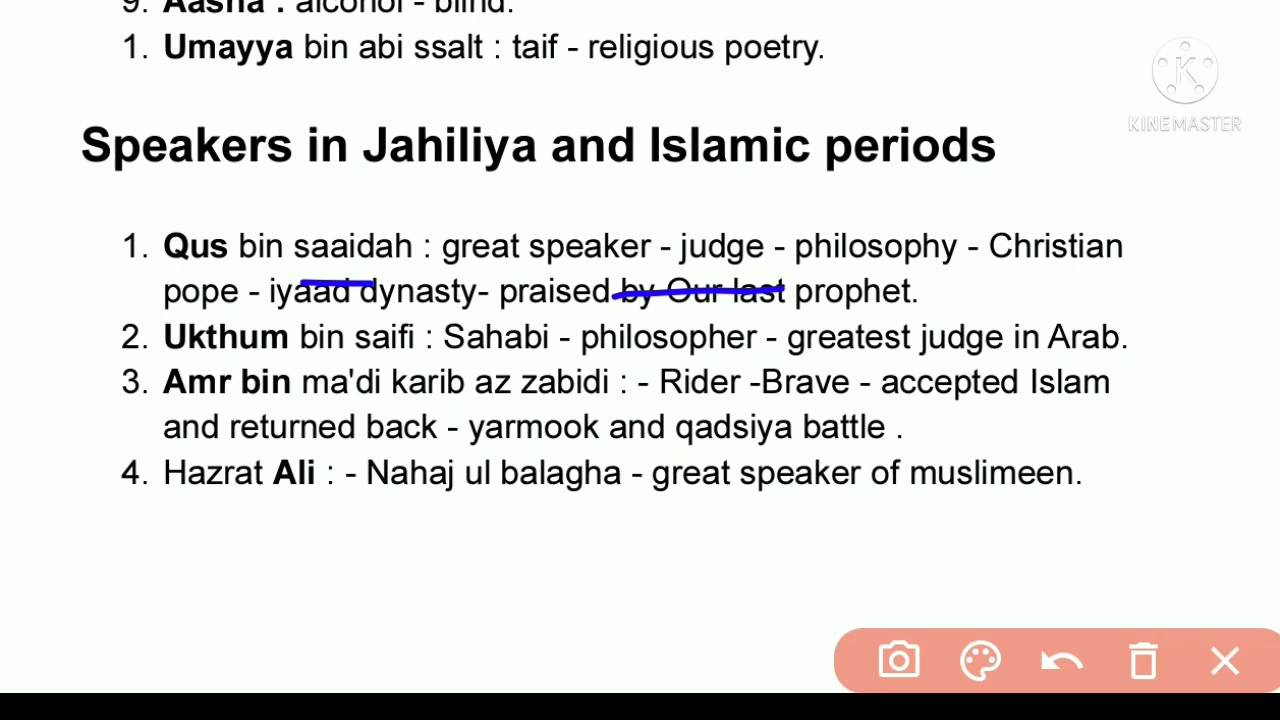 9. Aasha : alcohol - blind.
1. Umayya bin abi ssalt : taif - religious poetry.
KINEMASTER
Speakers in Jahiliya and Islamic periods
1. Qus bin saaidah : great speaker - judge - philosophy - Christian
pope - iyaad dynasty- praised by Our last prophet.
2. Ukthum bin saifi : Sahabi - philosopher - greatest judge in Arab.
3. Amr bin ma'di karib az zabidi : - Rider -Brave - accepted Islam
and returned back - yarmook and qadsiya battle .
4. Hazrat Ali : - Nahaj ul balagha - great speaker of muslimeen.